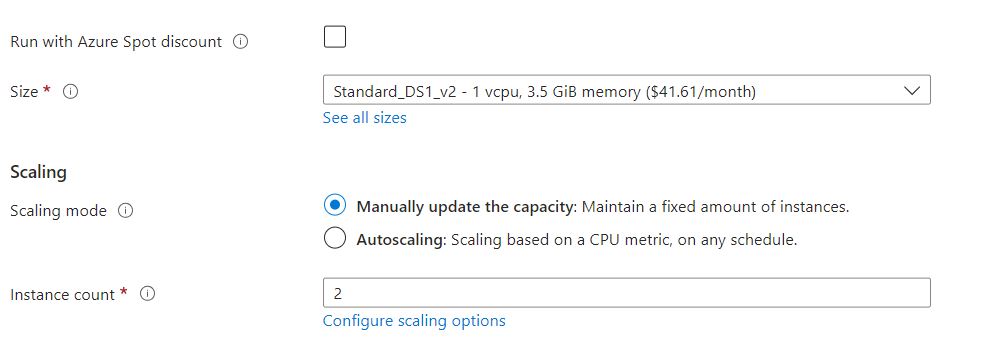 Run with Azure Spot discount
Size * Standard_DS1_v2 - 1 vcpu, 3.5 GiB memory ($41.61/month)
See all sizes
Scaling
Scaling mode
Manually update the capacity: Maintain a fixed amount of instances.
Autoscaling: Scaling based on a CPU metric, on any schedule.
Instance count * 2
Configure scaling options